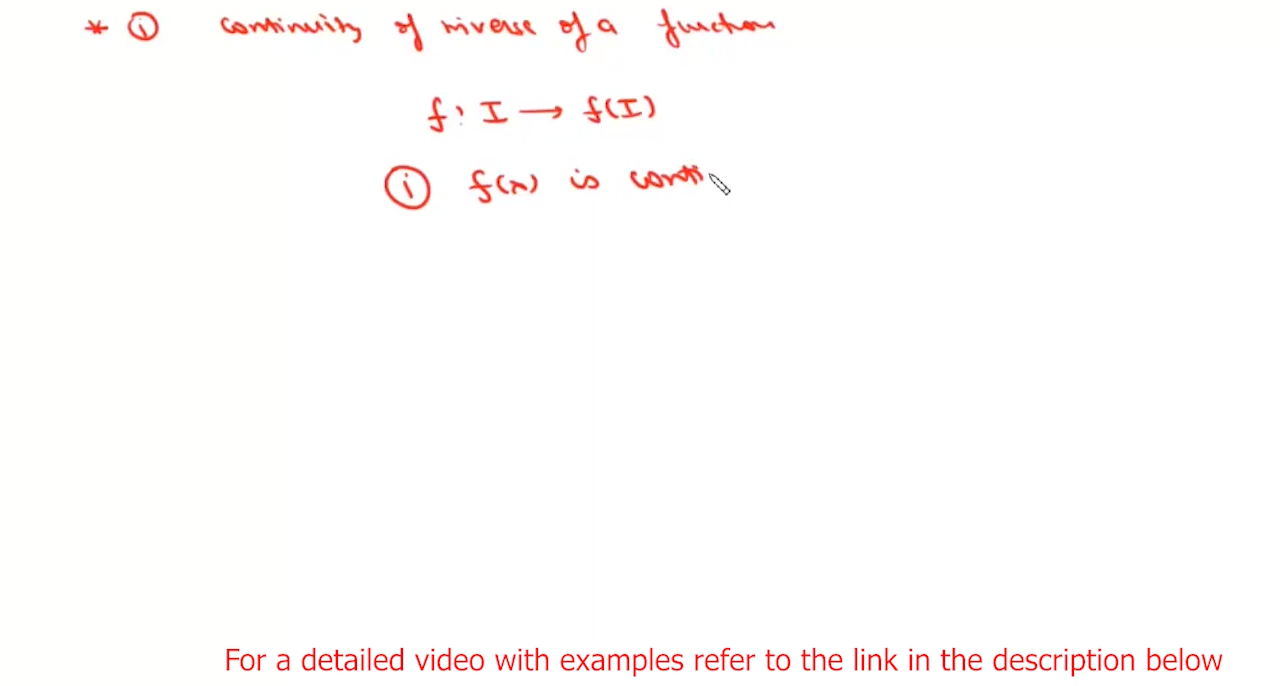 * ⓘ continuity of inverse of a function
f: I → f(I)
ⓘ f(x) is conti
For a detailed video with examples refer to the link in the description below